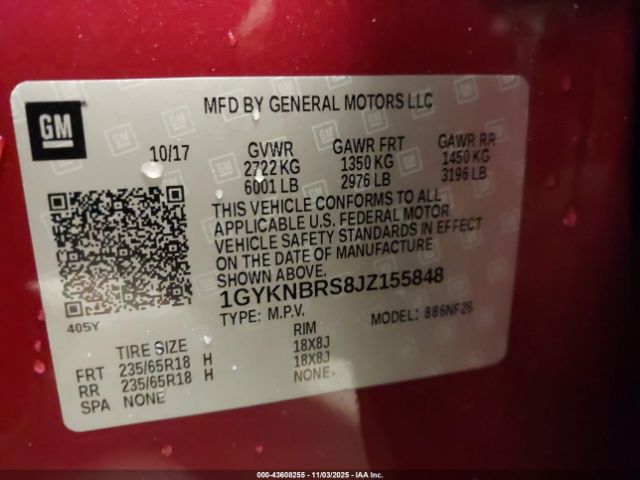 GM
MFD BY GENERAL MOTORS LLC
10/17 GVWR GAWR FRT GAWR RR
2722 KG 1350 KG 1450 KG
6001 LB 2976 LB 3196 LB
THIS VEHICLE CONFORMS TO ALL
APPLICABLE U.S. FEDERAL MOTOR
VEHICLE SAFETY STANDARDS IN EFFECT
ON THE DATE OF MANUFACTURE
SHOWN ABOVE.
1GYKNBRS8JZ155848
405Y
TYPE: M.P.V. MODEL: 886NF26
TIRE SIZE RIM
FRT 235/65R18 H 18X8J
RR 235/65R18 H 18X8J
SPA NONE NONE
000-43608255 - 11/03/2025 - IAA Inc.